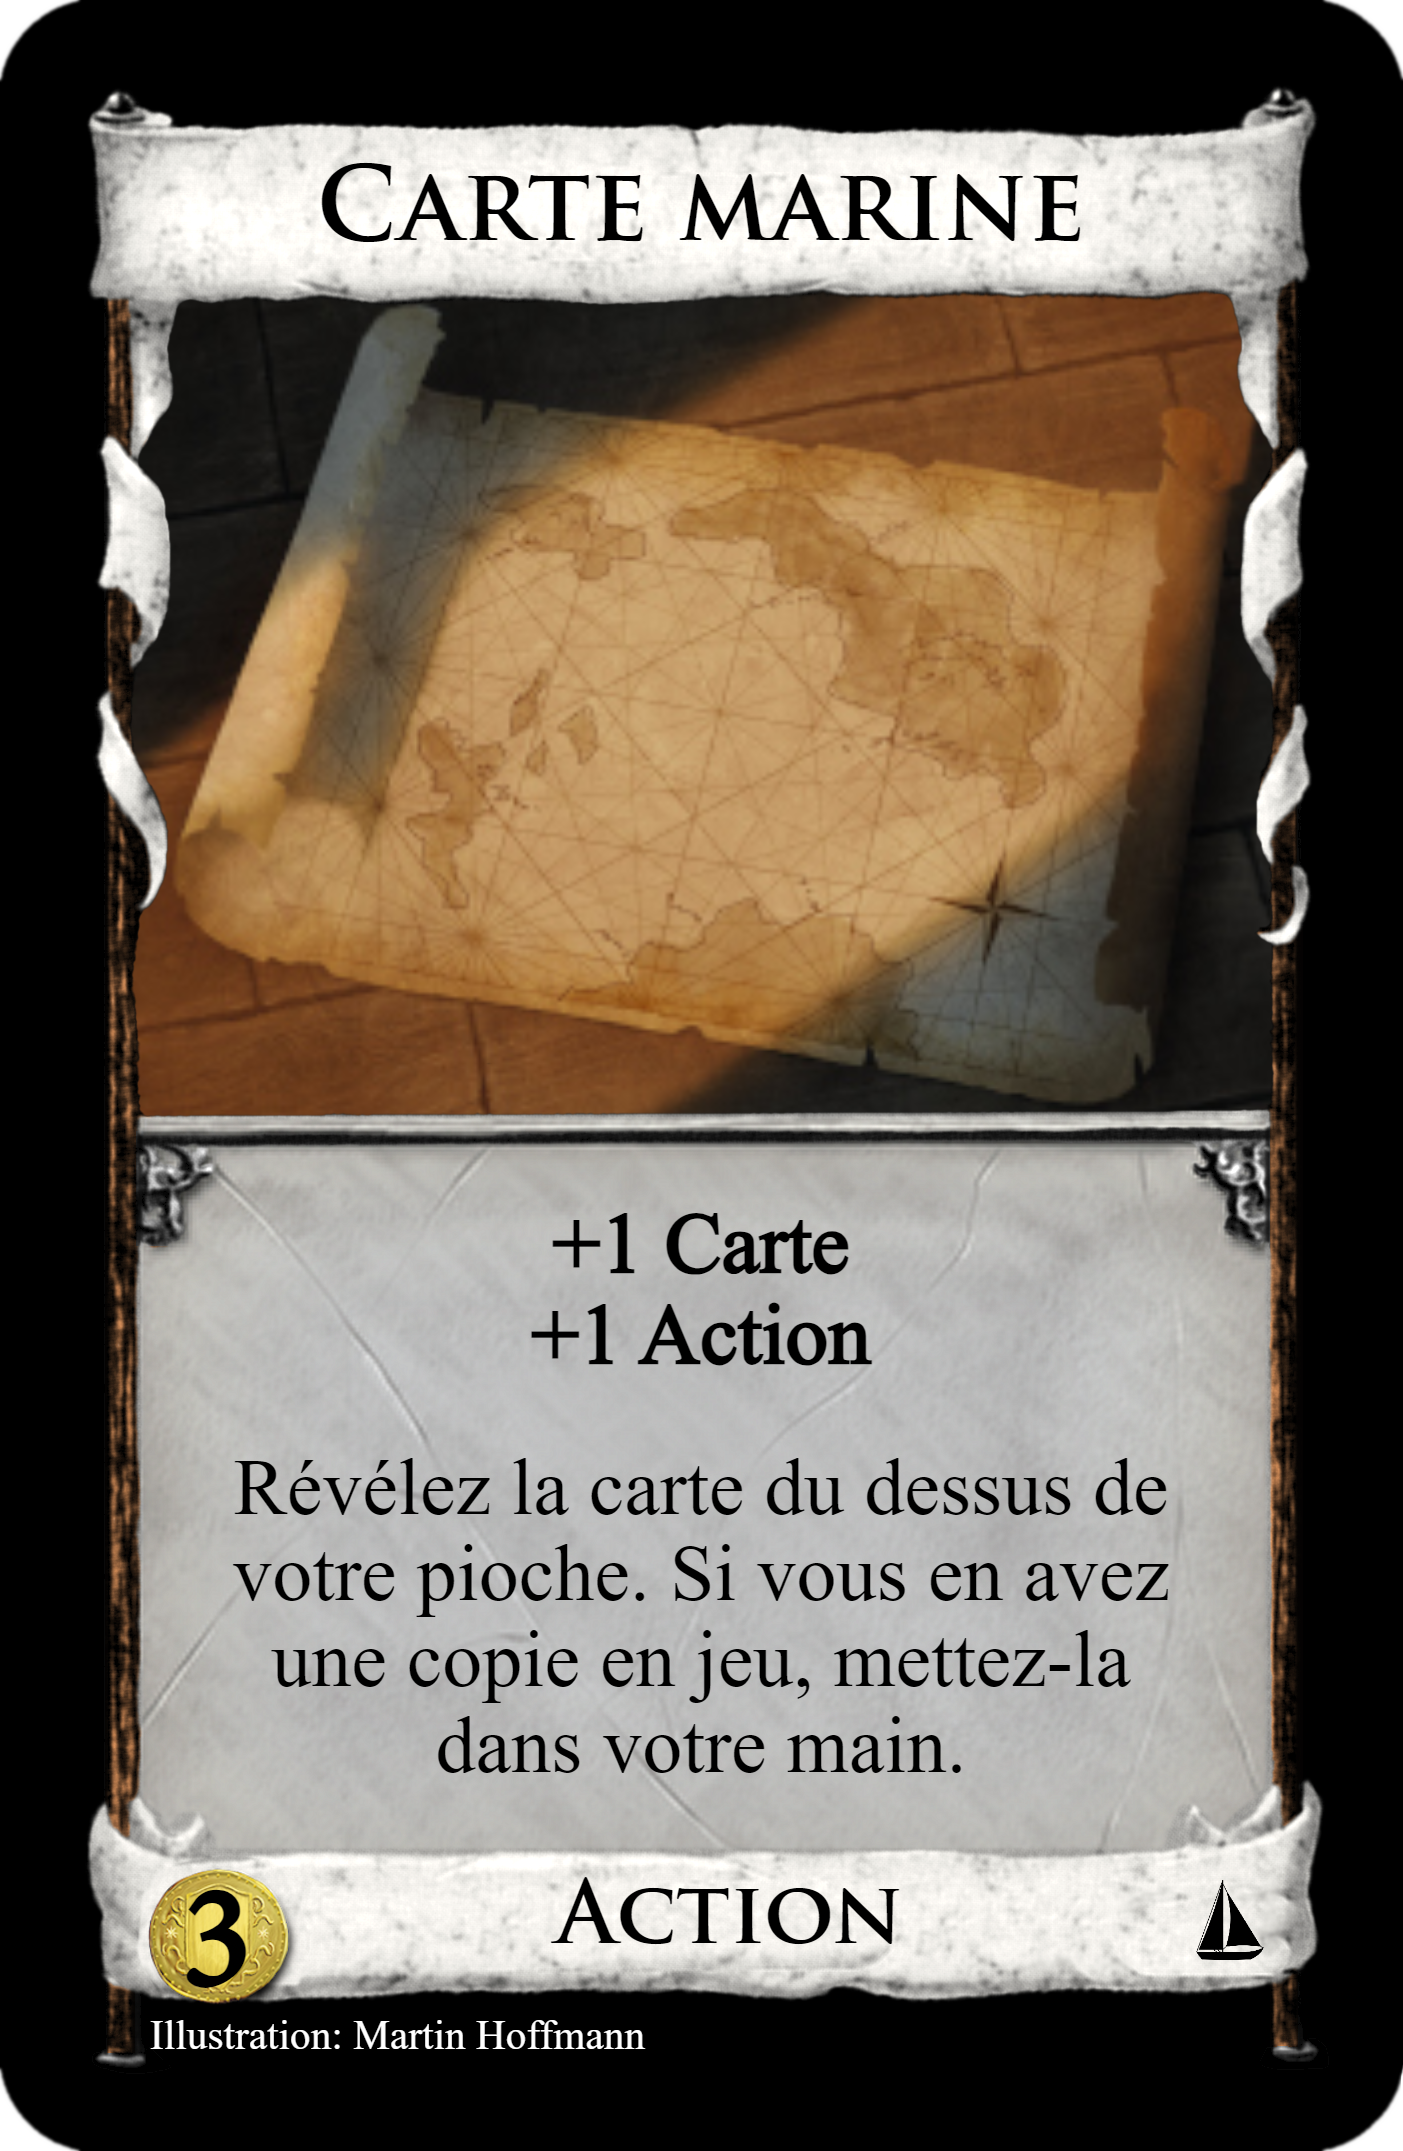 Carte marine
+1 Carte
+1 Action
Révélez la carte du dessus de
votre pioche. Si vous en avez
une copie en jeu, mettez-la
dans votre main.
3
Action
Illustration: Martin Hoffmann